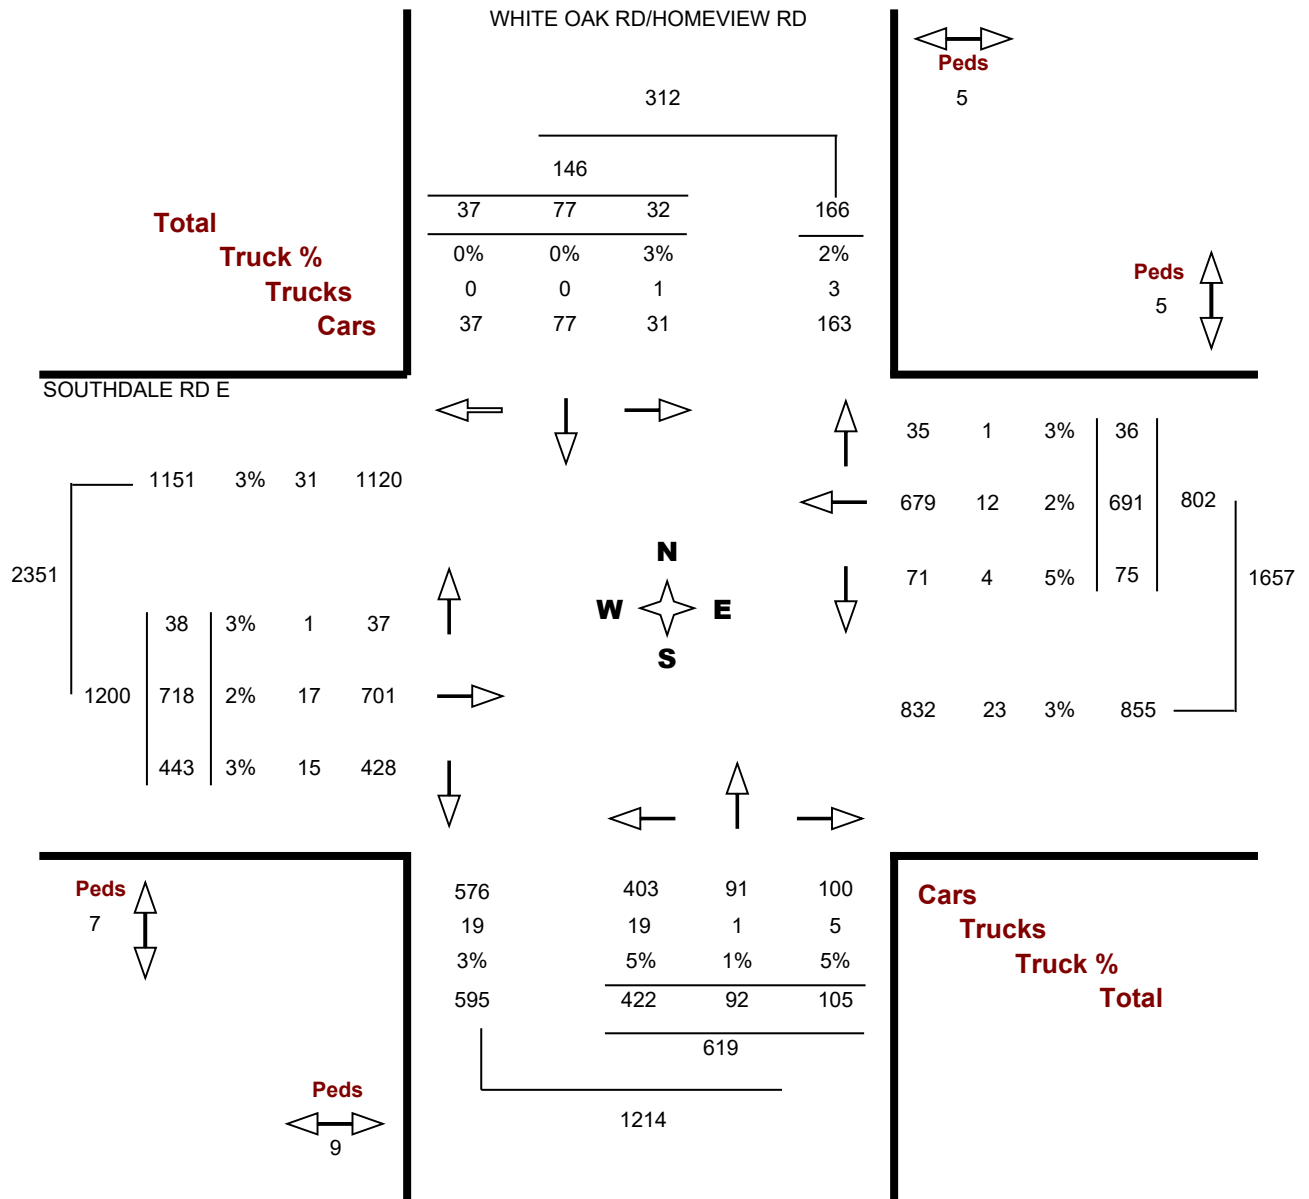 WHITE OAK RD/HOMEVIEW RD
Peds
5
312
146
37 77 32 166
Total
0% 0% 3% 2%
Truck %
0 0 1 3
Trucks
37 77 31 163
Cars
Peds
5
SOUTHDALE RD E
35 1 3% 36
1151 3% 31 1120
679 12 2% 691 802
N
2351
71 4 5% 75 1657
W E
38 3% 1 37
S
1200 718 2% 17 701
832 23 3% 855
443 3% 15 428
Peds
7
576 403 91 100
Cars
19 19 1 5
Trucks
3% 5% 1% 5%
Truck %
595 422 92 105
Total
619
Peds
9
1214